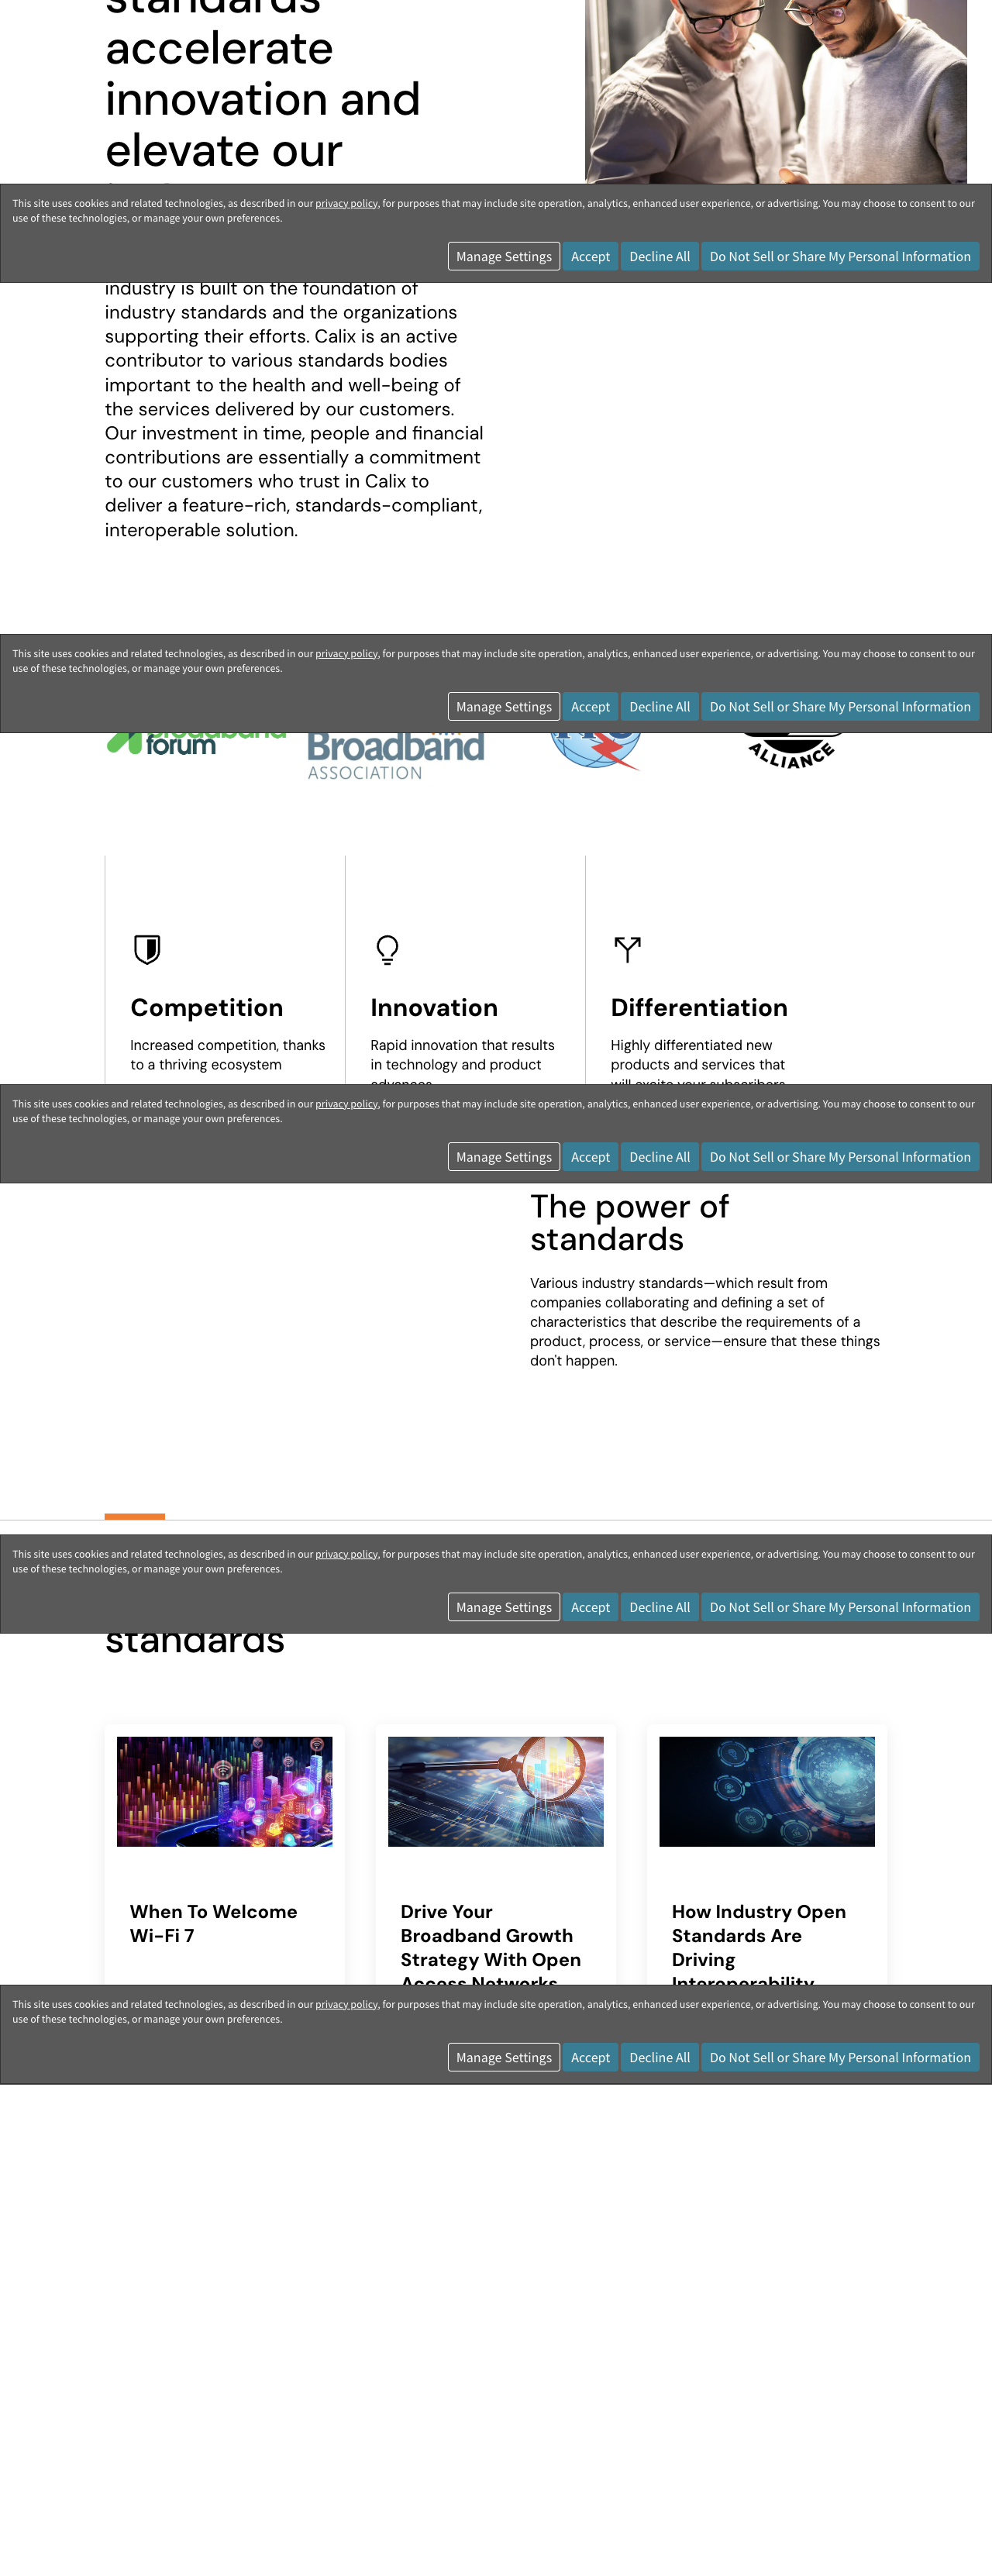 standards
accelerate
innovation and
elevate our
This site uses cookies and related technologies, as described in our privacy policy, for purposes that may include site operation, analytics, enhanced user experience, or advertising. You may choose to consent to our
use of these technologies, or manage your own preferences.
Manage Settings Accept Decline All Do Not Sell or Share My Personal Information
industry is built on the foundation of
industry standards and the organizations
supporting their efforts. Calix is an active
contributor to various standards bodies
important to the health and well-being of
the services delivered by our customers.
Our investment in time, people and financial
contributions are essentially a commitment
to our customers who trust in Calix to
deliver a feature-rich, standards-compliant,
interoperable solution.
This site uses cookies and related technologies, as described in our privacy policy, for purposes that may include site operation, analytics, enhanced user experience, or advertising. You may choose to consent to our
use of these technologies, or manage your own preferences.
Manage Settings Accept Decline All Do Not Sell or Share My Personal Information
broadband
forum
Broadband
ASSOCIATION
ALLIANCE
Competition
Increased competition, thanks
to a thriving ecosystem
Innovation
Rapid innovation that results
in technology and product
advances
Differentiation
Highly differentiated new
products and services that
will excite your subscribers
This site uses cookies and related technologies, as described in our privacy policy, for purposes that may include site operation, analytics, enhanced user experience, or advertising. You may choose to consent to our
use of these technologies, or manage your own preferences.
Manage Settings Accept Decline All Do Not Sell or Share My Personal Information
The power of
standards
Various industry standards—which result from
companies collaborating and defining a set of
characteristics that describe the requirements of a
product, process, or service—ensure that these things
don't happen.
This site uses cookies and related technologies, as described in our privacy policy, for purposes that may include site operation, analytics, enhanced user experience, or advertising. You may choose to consent to our
use of these technologies, or manage your own preferences.
Manage Settings Accept Decline All Do Not Sell or Share My Personal Information
standards
When To Welcome
Wi-Fi 7
Drive Your
Broadband Growth
Strategy With Open
Access Networks
How Industry Open
Standards Are
Driving
Interoperability
This site uses cookies and related technologies, as described in our privacy policy, for purposes that may include site operation, analytics, enhanced user experience, or advertising. You may choose to consent to our
use of these technologies, or manage your own preferences.
Manage Settings Accept Decline All Do Not Sell or Share My Personal Information